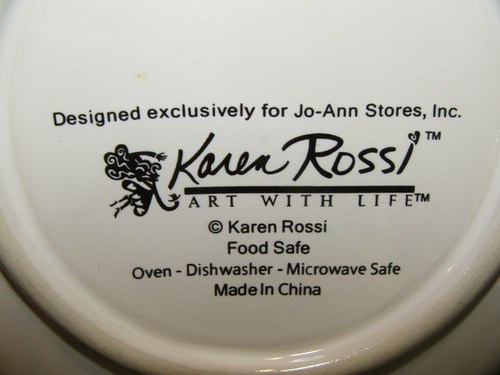 Designed exclusively for Jo-Ann Stores, Inc.
Karen Rossi™
ART WITH LIFE™
© Karen Rossi
Food Safe
Oven - Dishwasher - Microwave Safe
Made In China